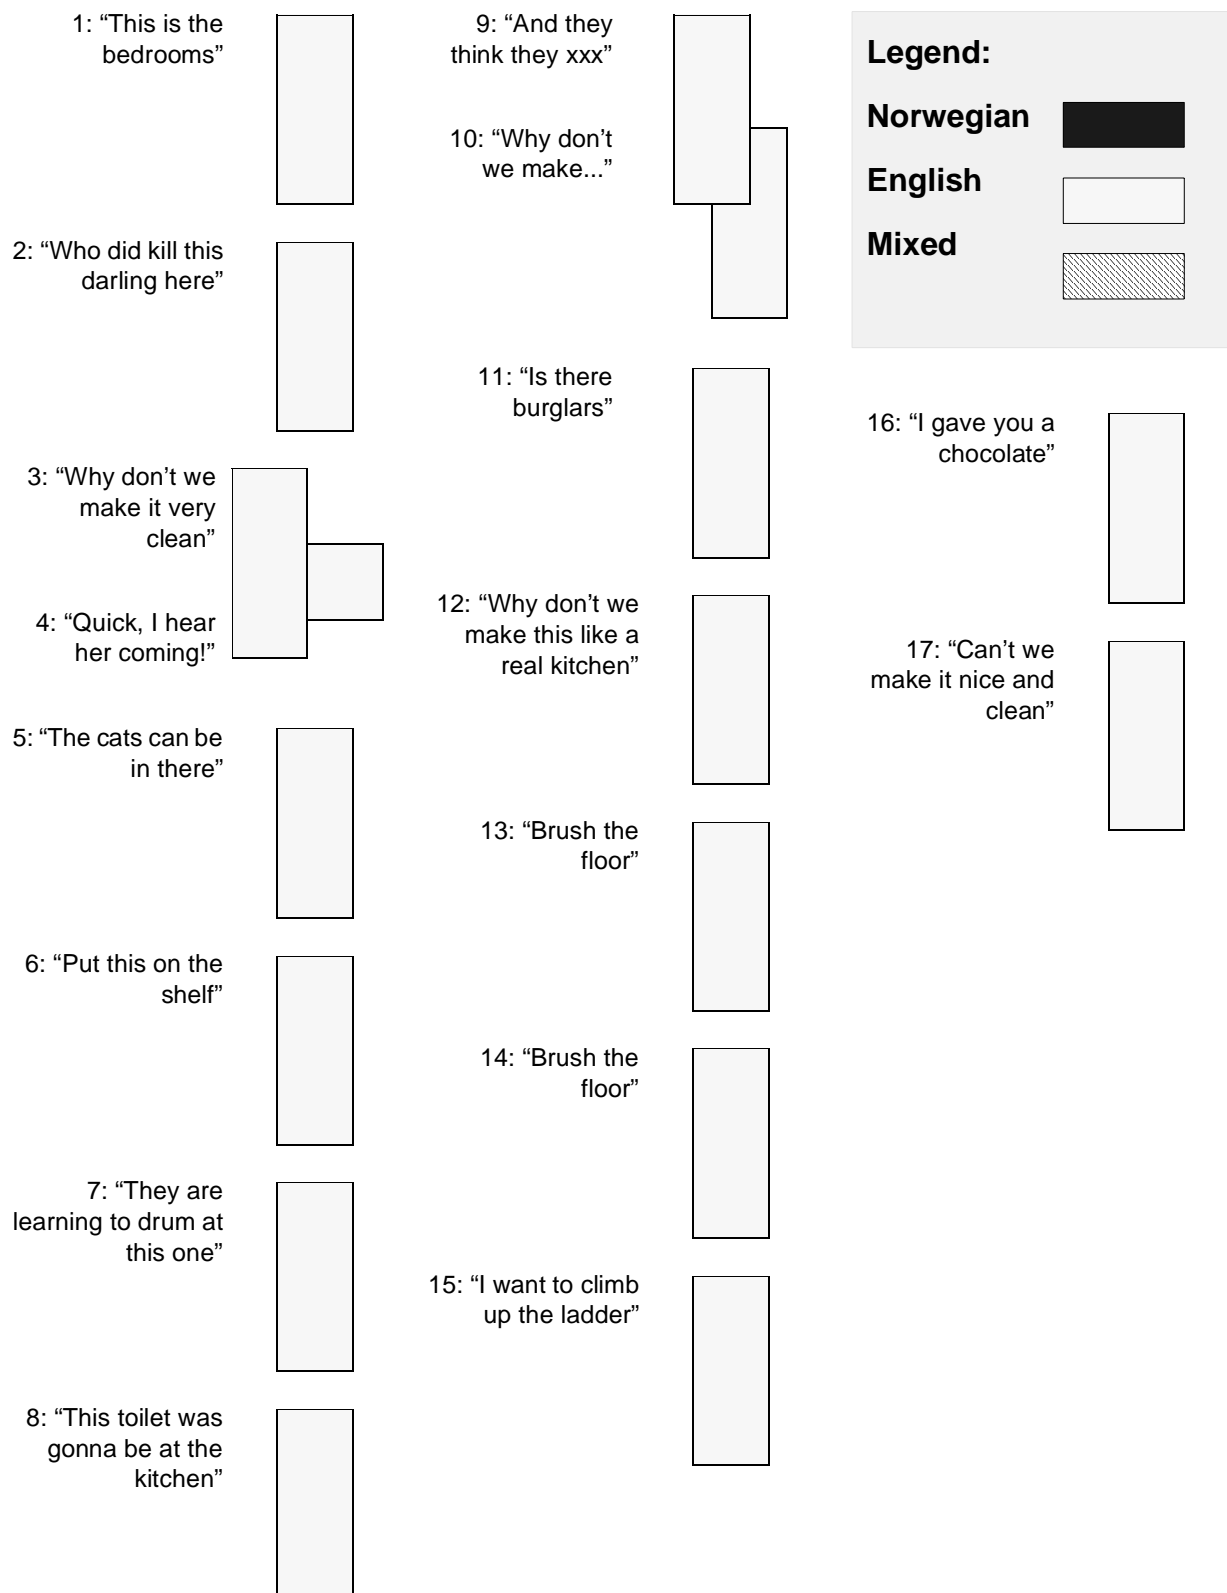 1: “This is the
bedrooms”
2: “Who did kill this
darling here”
3: “Why don’t we
make it very
clean”
4: “Quick, I hear
her coming!”
5: “The cats can be
in there”
6: “Put this on the
shelf”
7: “They are
learning to drum at
this one”
8: “This toilet was
gonna be at the
kitchen”
9: “And they
think they xxx”
10: “Why don’t
we make...”
11: “Is there
burglars”
12: “Why don’t we
make this like a
real kitchen”
13: “Brush the
floor”
14: “Brush the
floor”
15: “I want to climb
up the ladder”
Legend:
Norwegian
English
Mixed
16: “I gave you a
chocolate”
17: “Can’t we
make it nice and
clean”